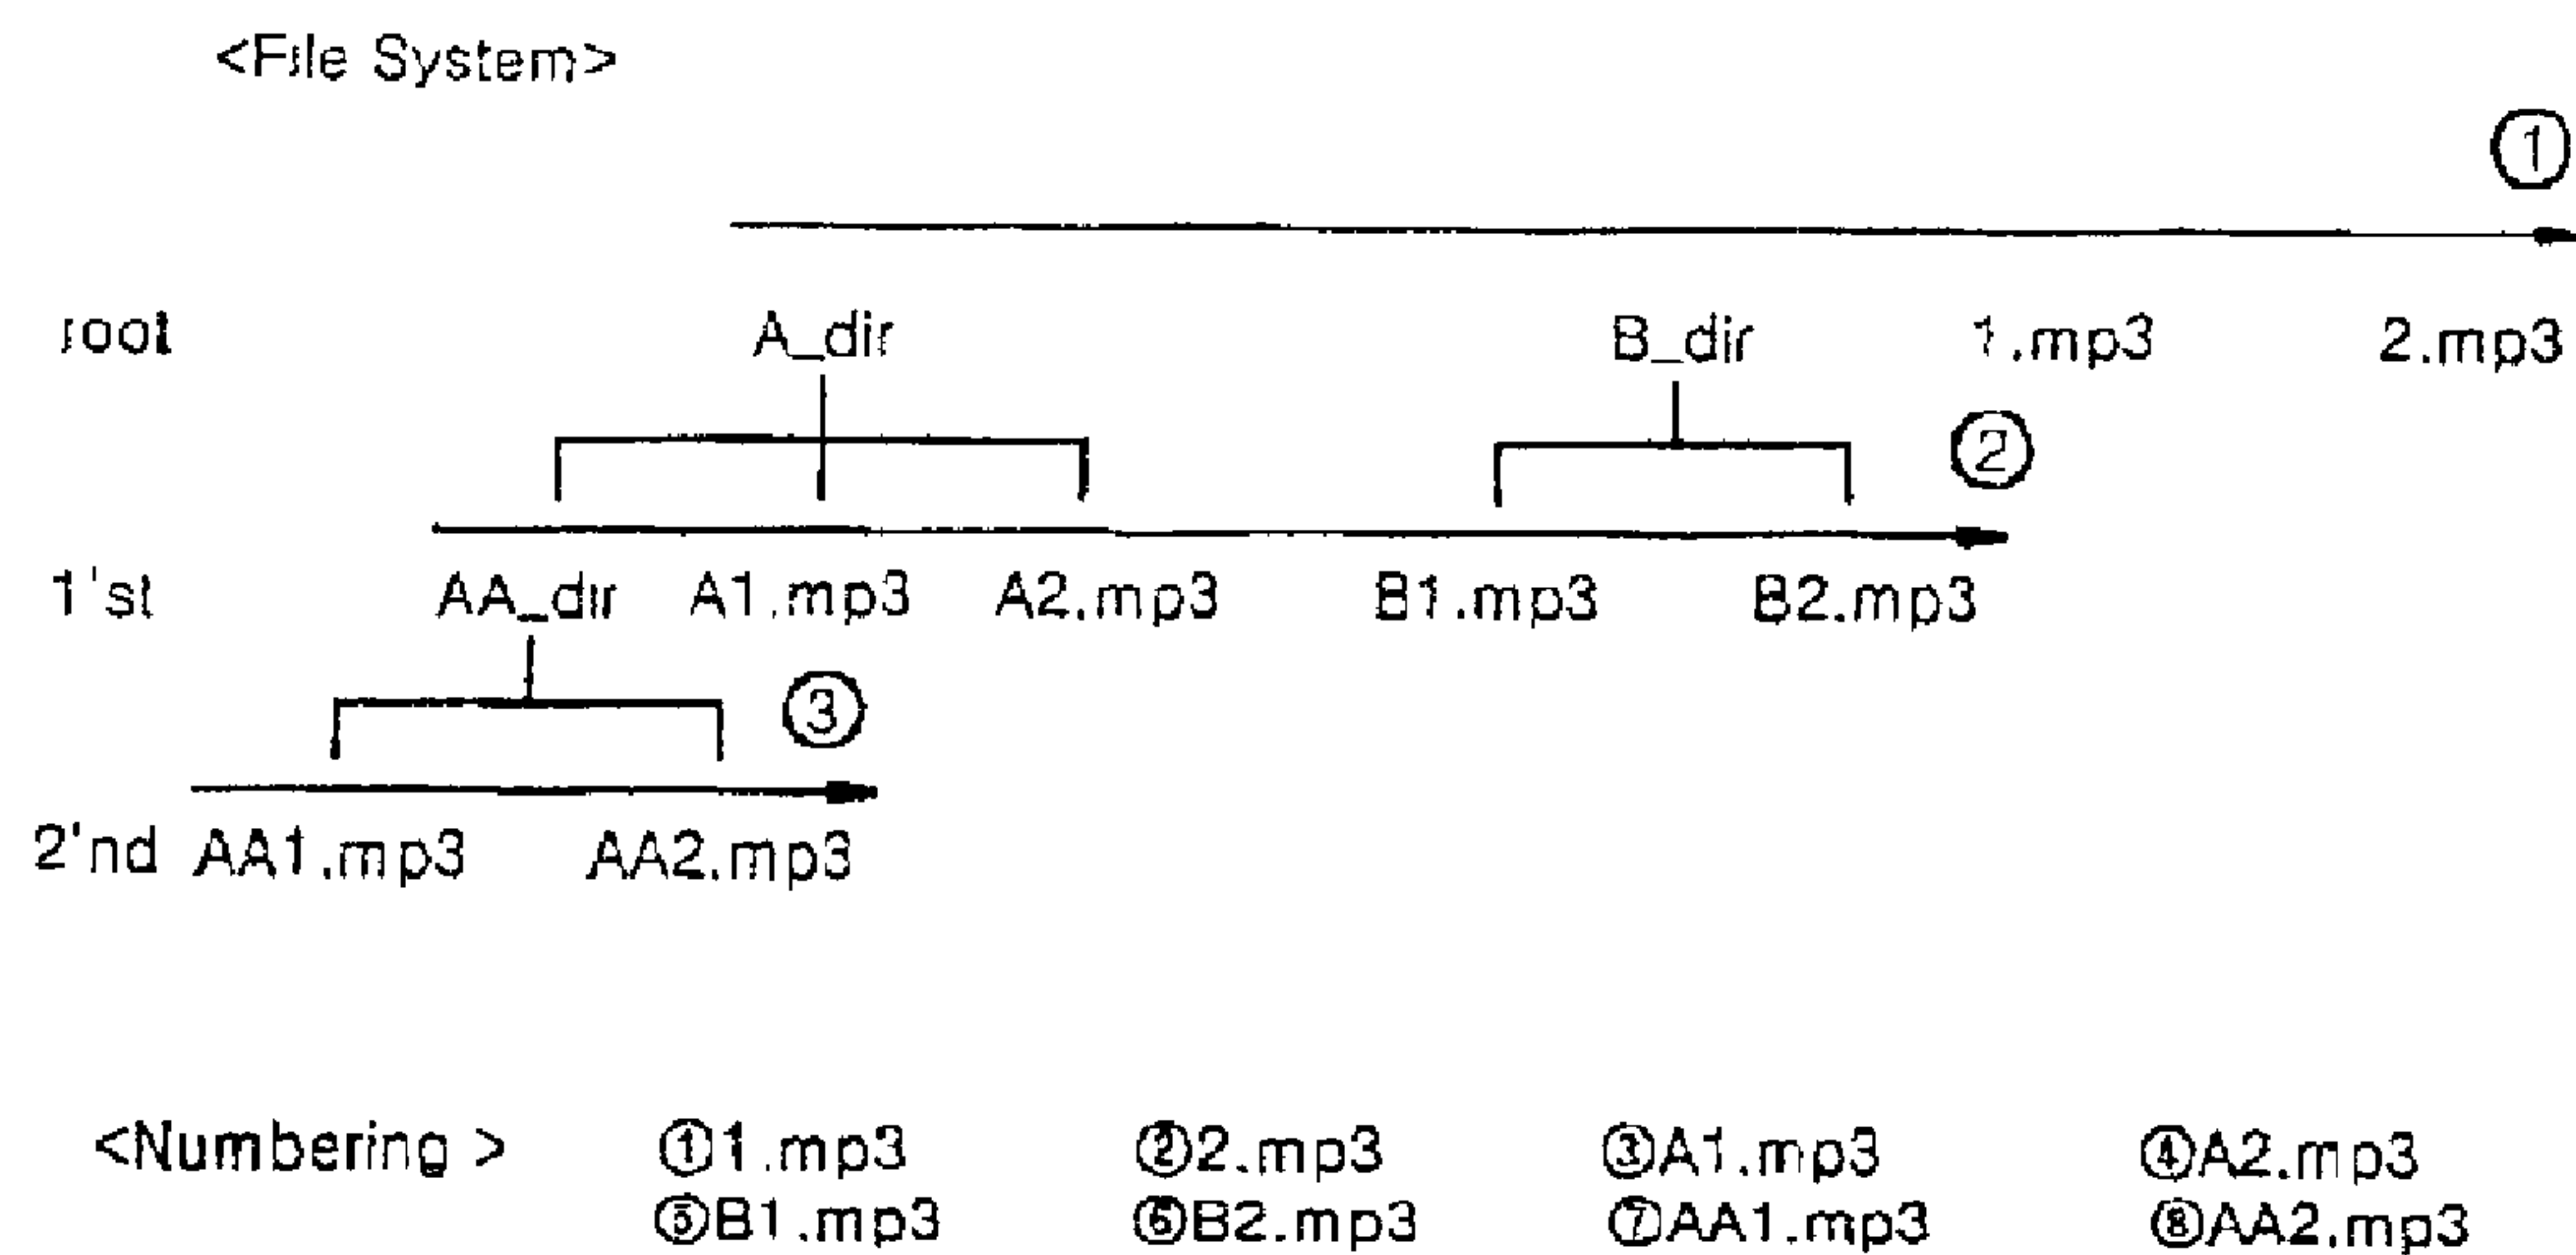 <File System>
①
root A_dir B_dir 1.mp3 2.mp3
②
1'st AA_dir A1.mp3 A2.mp3 B1.mp3 B2.mp3
③
2'nd AA1.mp3 AA2.mp3
<Numbering > ①1.mp3 ②2.mp3 ③A1.mp3 ④A2.mp3
⑤B1.mp3 ⑥B2.mp3 ⑦AA1.mp3 ⑧AA2.mp3